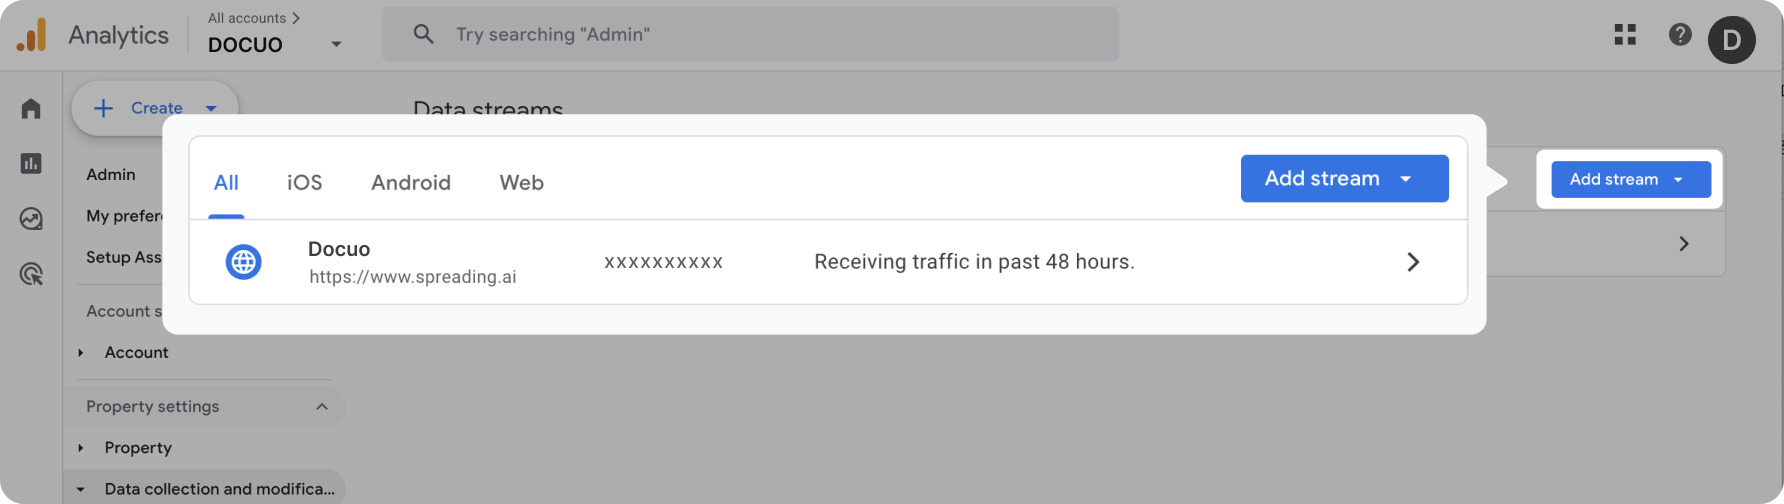 Analytics
All accounts
DOCUO
Try searching "Admin"
D
Create
Data streams
Admin
My prefer
Setup Ass
Account s
Account
Property settings
Property
Data collection and modifica...
All
iOS
Android
Web
Add stream
Docuo
https://www.spreading.ai
xxxxxxxxxx
Receiving traffic in past 48 hours.
Add stream